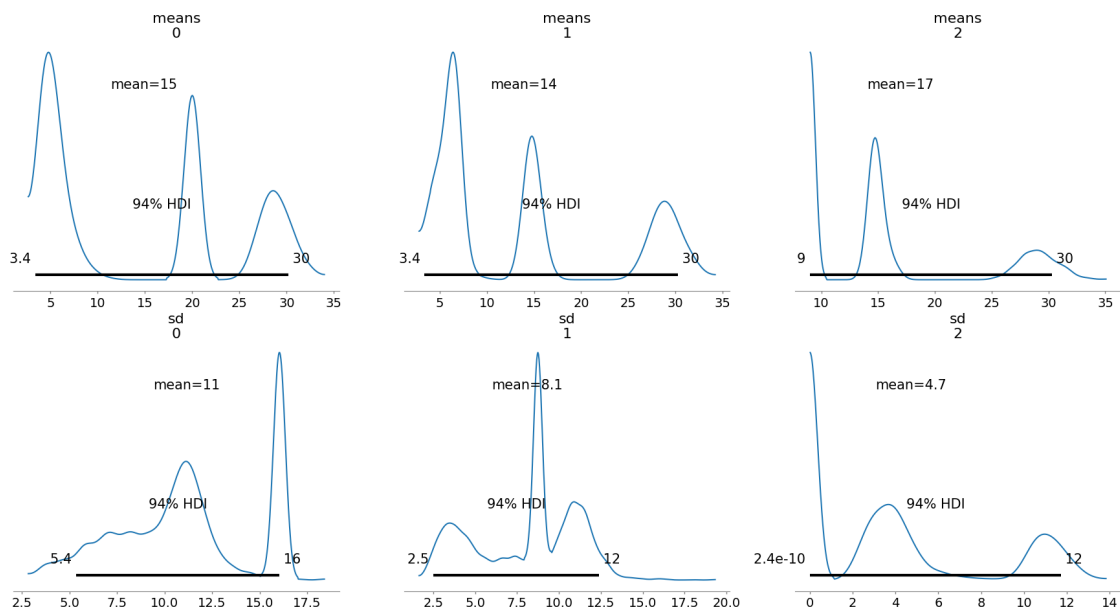 means
0
mean=15
94% HDI
3.4
30
5 10 15 20 25 30 35
means
1
mean=14
94% HDI
3.4
30
5 10 15 20 25 30 35
means
2
mean=17
94% HDI
9
30
10 15 20 25 30 35
sd
0
mean=11
94% HDI
5.4
16
2.5 5.0 7.5 10.0 12.5 15.0 17.5
sd
1
mean=8.1
94% HDI
2.5
12
2.5 5.0 7.5 10.0 12.5 15.0 17.5 20.0
sd
2
mean=4.7
94% HDI
2.4e-10
12
0 2 4 6 8 10 12 14